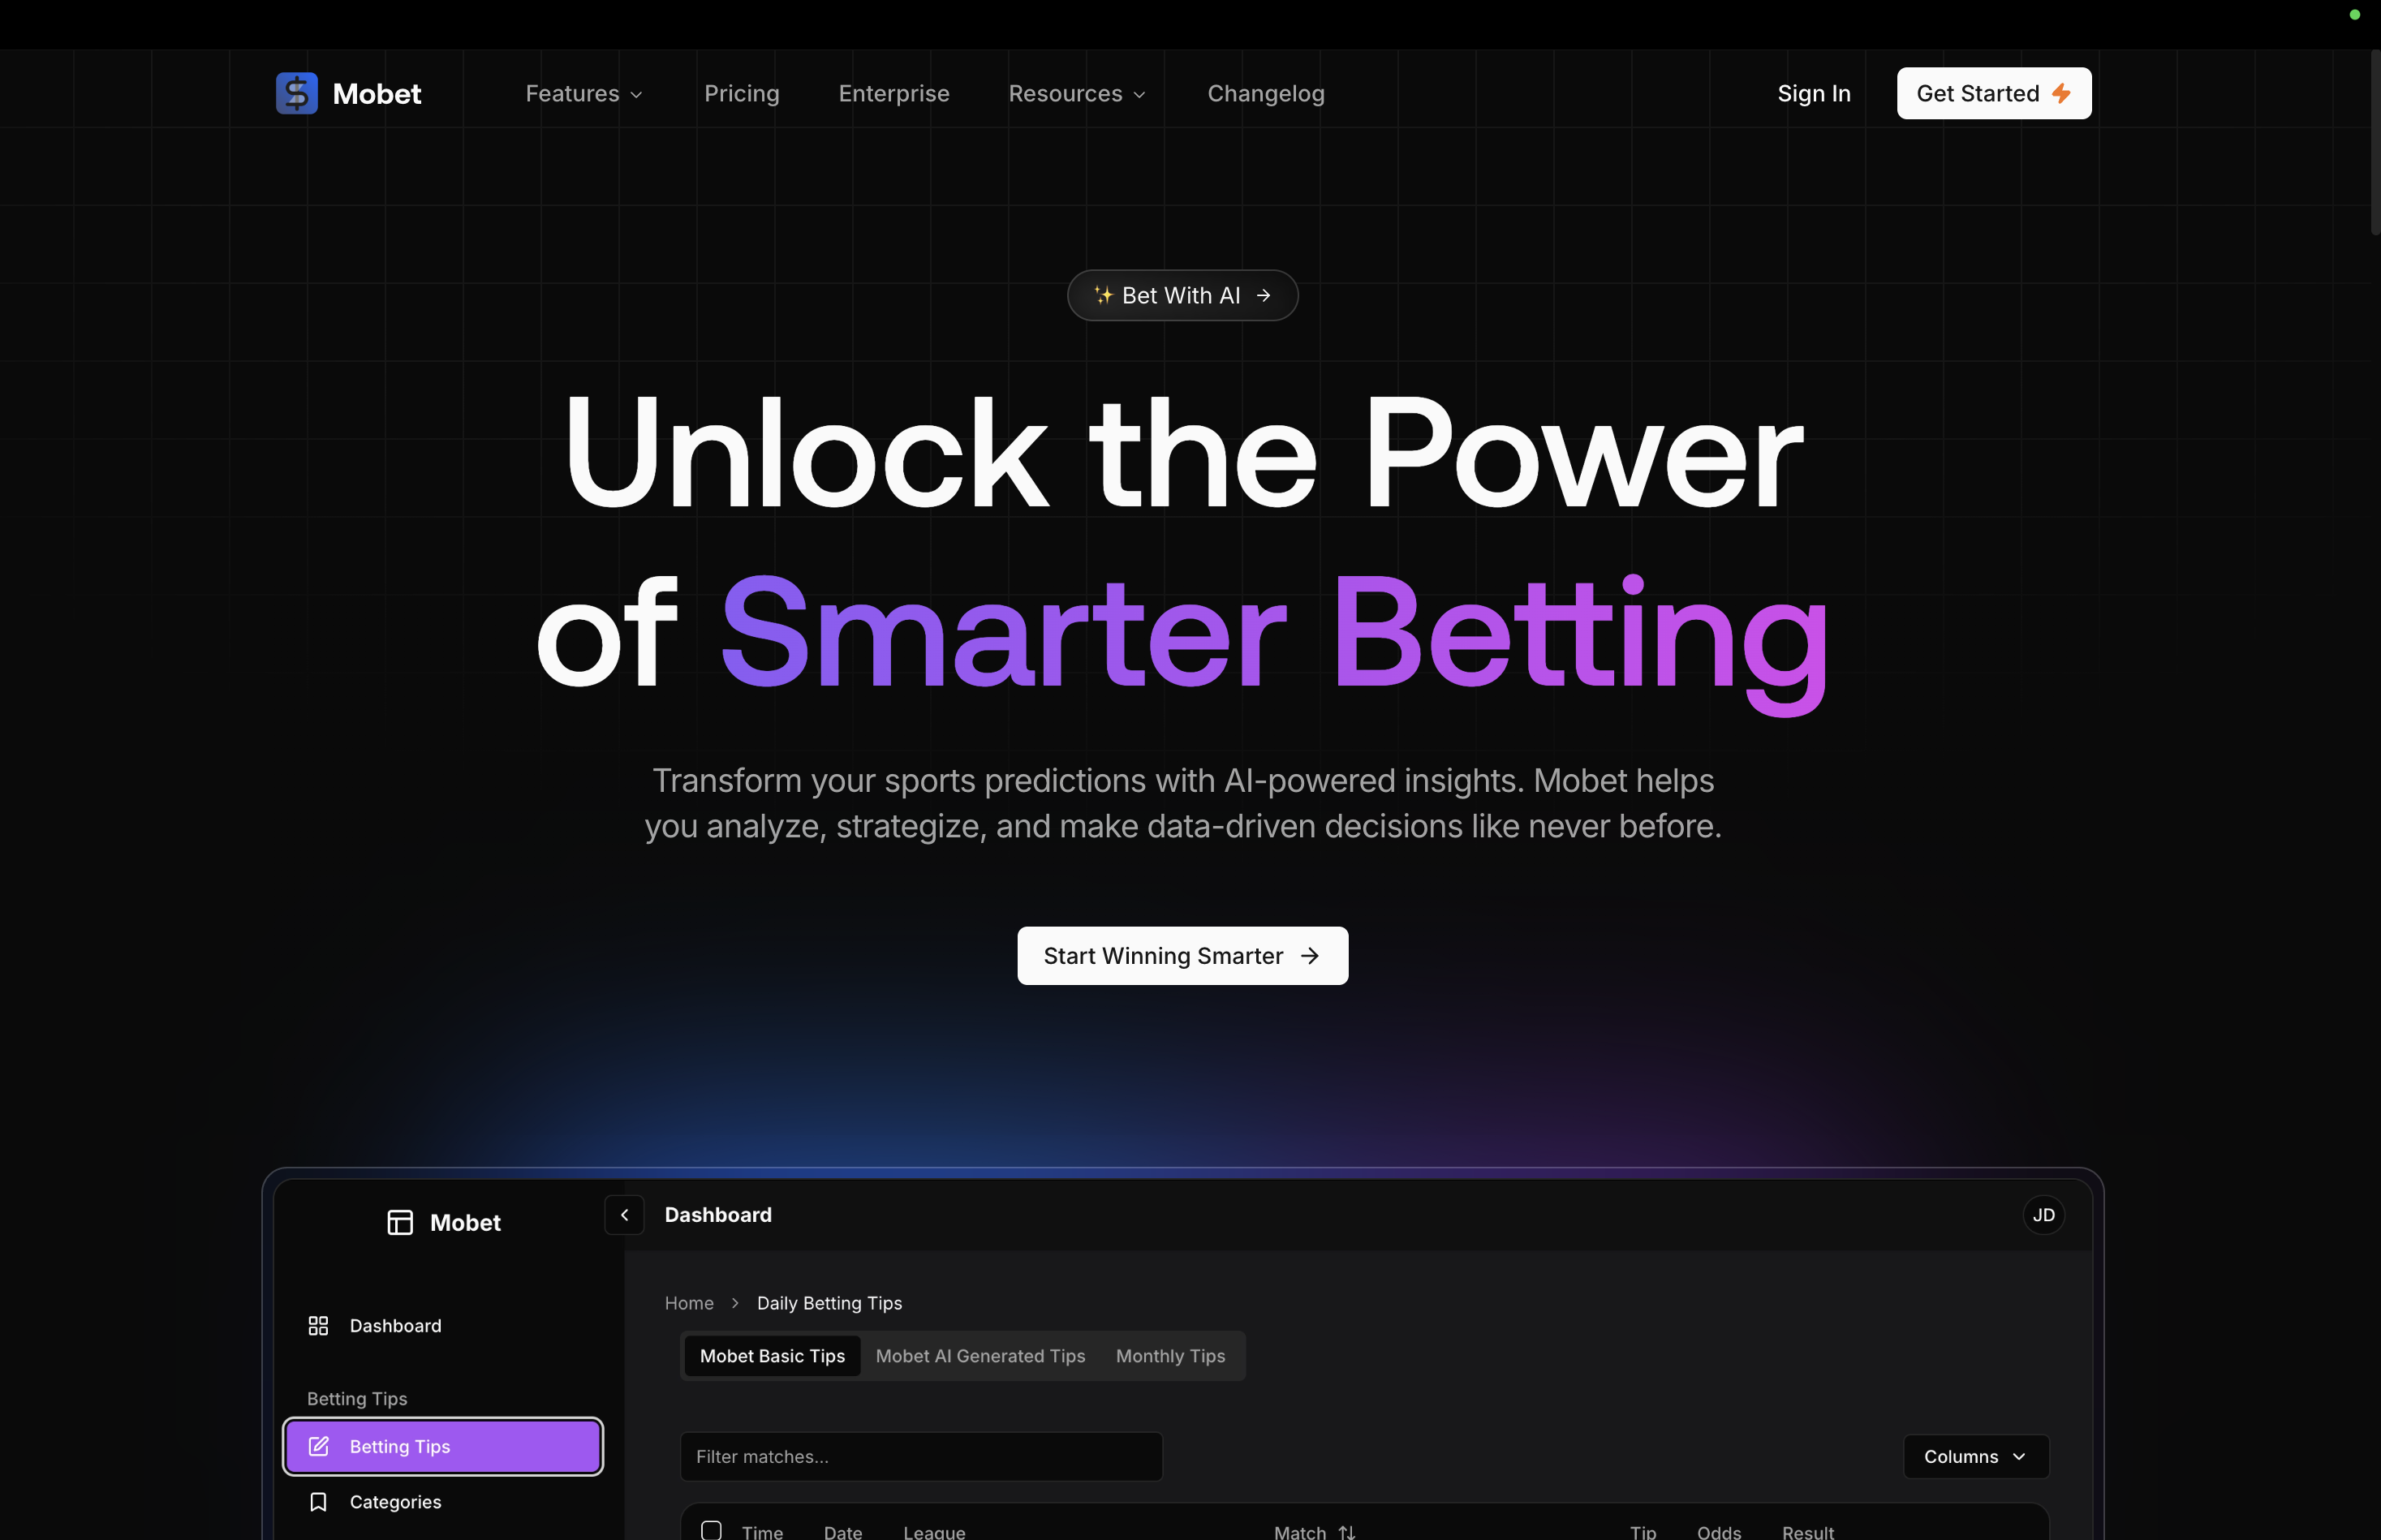 Mobet
Features
Pricing
Enterprise
Resources
Changelog
Sign In
Get Started
Bet With AI
Unlock the Power
of Smarter Betting
Transform your sports predictions with AI-powered insights. Mobet helps
you analyze, strategize, and make data-driven decisions like never before.
Start Winning Smarter
Mobet
Dashboard
JD
Home
Daily Betting Tips
Dashboard
Mobet Basic Tips
Mobet AI Generated Tips
Monthly Tips
Betting Tips
Betting Tips
Filter matches...
Columns
Categories
Time
Date
League
Match
Tip
Odds
Result